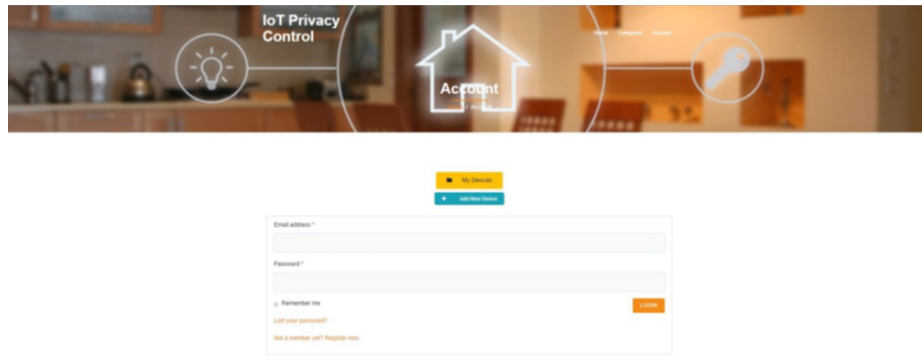 IoT Privacy
Control
Home Categories Account
Account
/ Account
My Devices
Add New Device
Email address *
Password *
Remember me
LOGIN
Lost your password?
Not a member yet? Register now